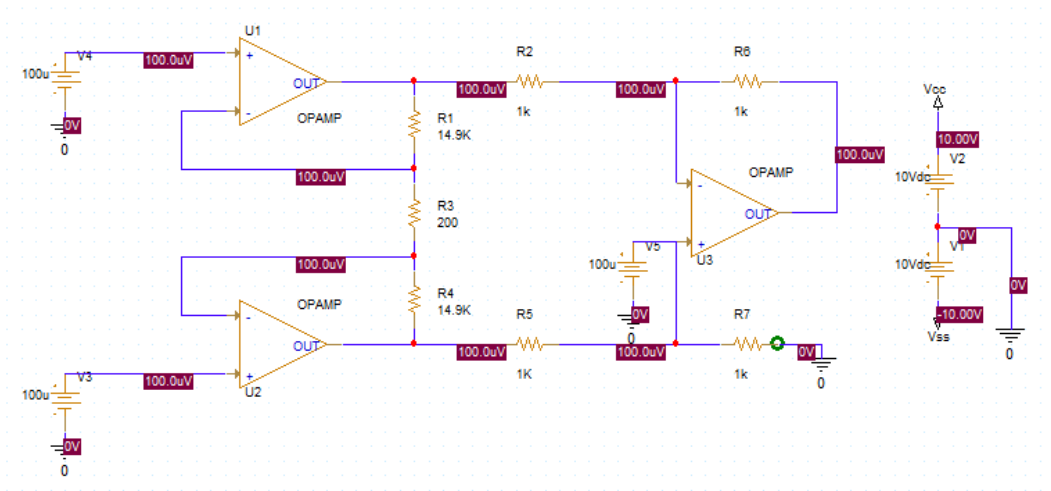 U1
V4
100.0uV
100u
+
-
OUT
OPAMP
0V
0
100.0uV
R2
1k
100.0uV
R6
1k
100.0uV
R1
14.9K
100.0uV
R3
200
100.0uV
R4
14.9K
OPAMP
-
+
OUT
U2
V3
100.0uV
100u
0V
0
100.0uV
R5
1K
100.0uV
OPAMP
-
+
OUT
U3
V5
100u
0V
0
R7
1k
0V
0
Vcc
10.00V
V2
10Vdc
0V
V1
10Vdc
-10.00V
Vss
0V
0